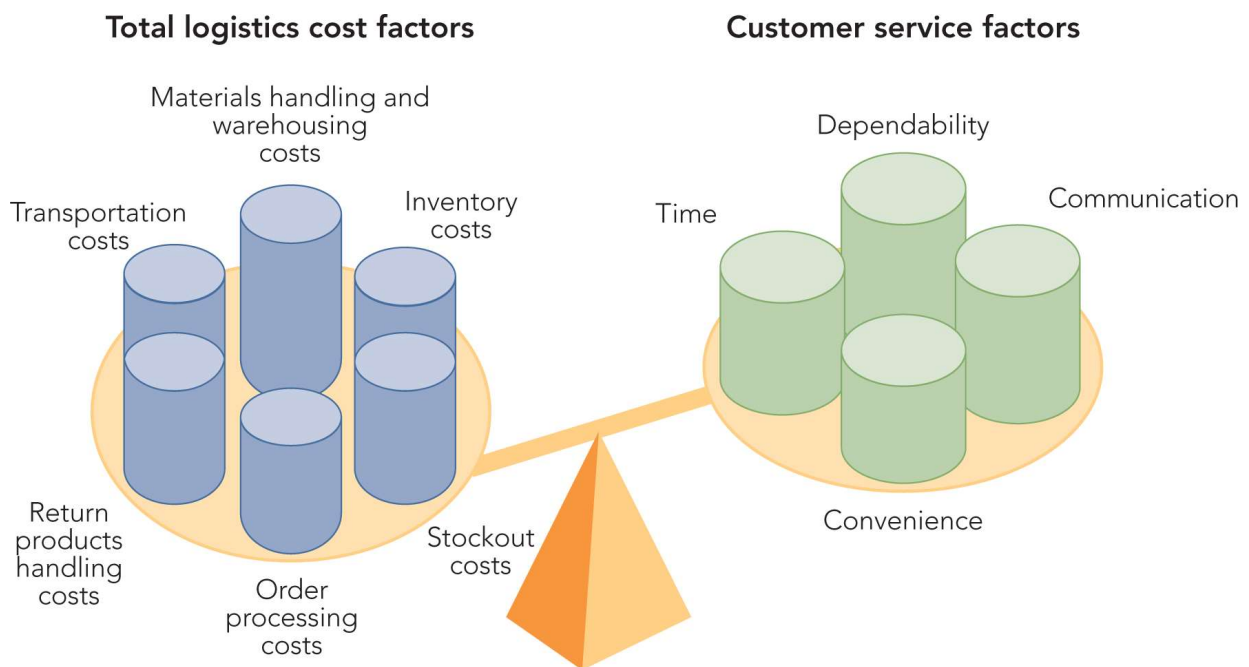 Total logistics cost factors
Customer service factors
Materials handling and
warehousing
costs
Transportation
costs
Inventory
costs
Return
products
handling
costs
Order
processing
costs
Stockout
costs
Dependability
Time
Communication
Convenience